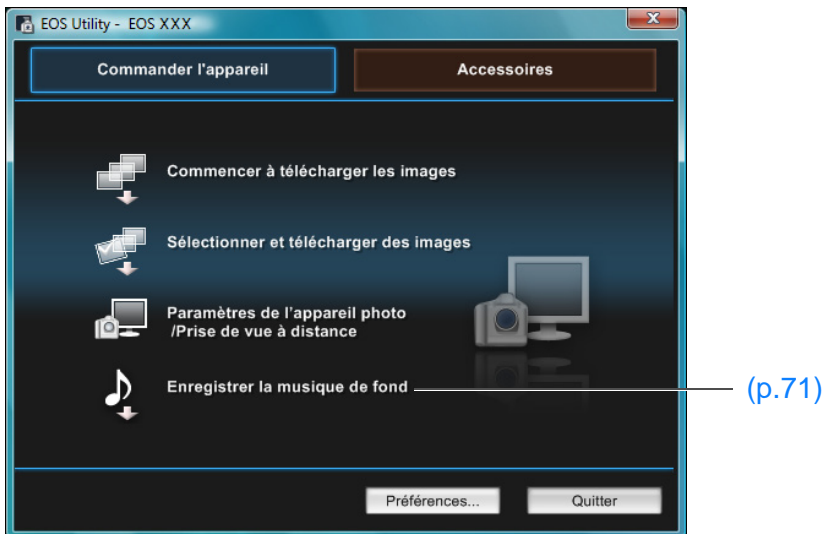 EOS Utility - EOS XXX
Commander l'appareil
Accessoires
Commencer à télécharger les images
Sélectionner et télécharger des images
Paramètres de l'appareil photo
/Prise de vue à distance
Enregistrer la musique de fond
(p.71)
Préférences...
Quitter